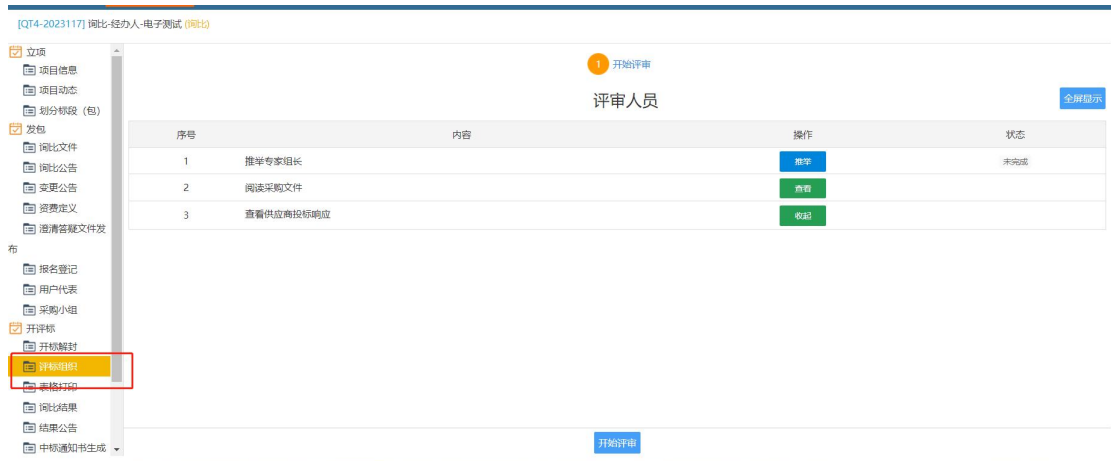 [QT4-2023117] 询比-经办人-电子测试 (询比)
立项
项目信息
项目动态
划分标段（包）
发包
询比文件
询比公告
变更公告
资费定义
澄清答疑文件发
布
报名登记
用户代表
采购小组
开评标
开标解封
评标组织
表格打印
询比结果
结果公告
中标通知书生成
1 开始评审
评审人员
全屏显示
序号 内容 操作 状态
1 推举专家组长 推举 未完成
2 阅读采购文件 查看
3 查看供应商投标响应 收起
开始评审